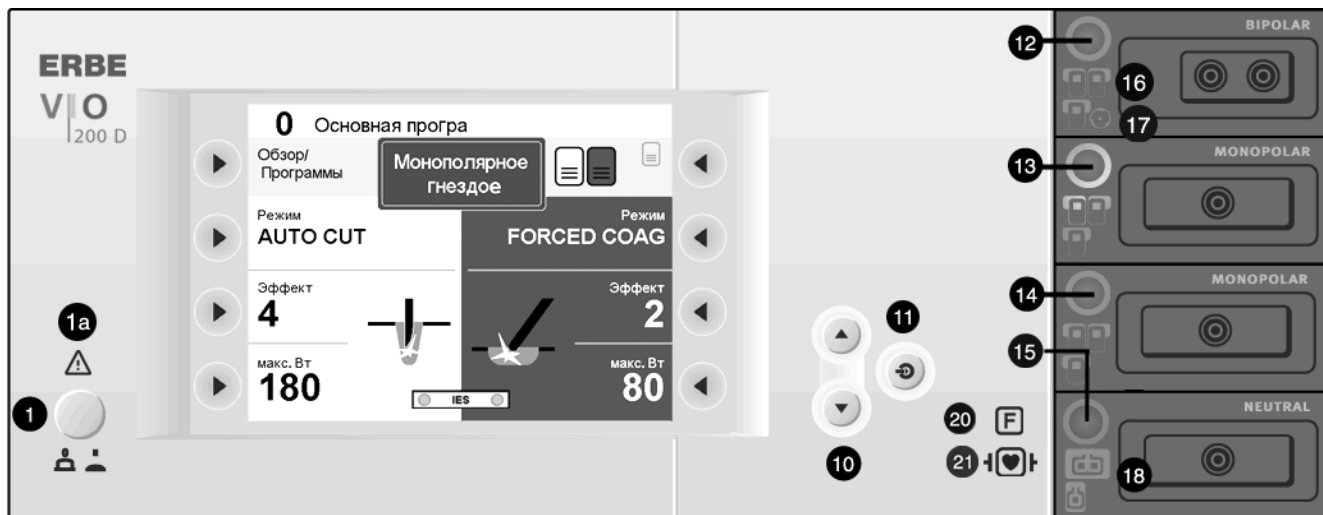 ERBE
VIO
200 D
0 Основная програ
Обзор/
Программы
Монополярное
гнездое
Режим
AUTO CUT
Режим
FORCED COAG
Эффект
4
Эффект
2
макс. Вт
180
макс. Вт
80
IES
1a
1
10
11
20
F
21
12
BIPOLAR
16
17
13
MONOPOLAR
14
MONOPOLAR
15
NEUTRAL
18